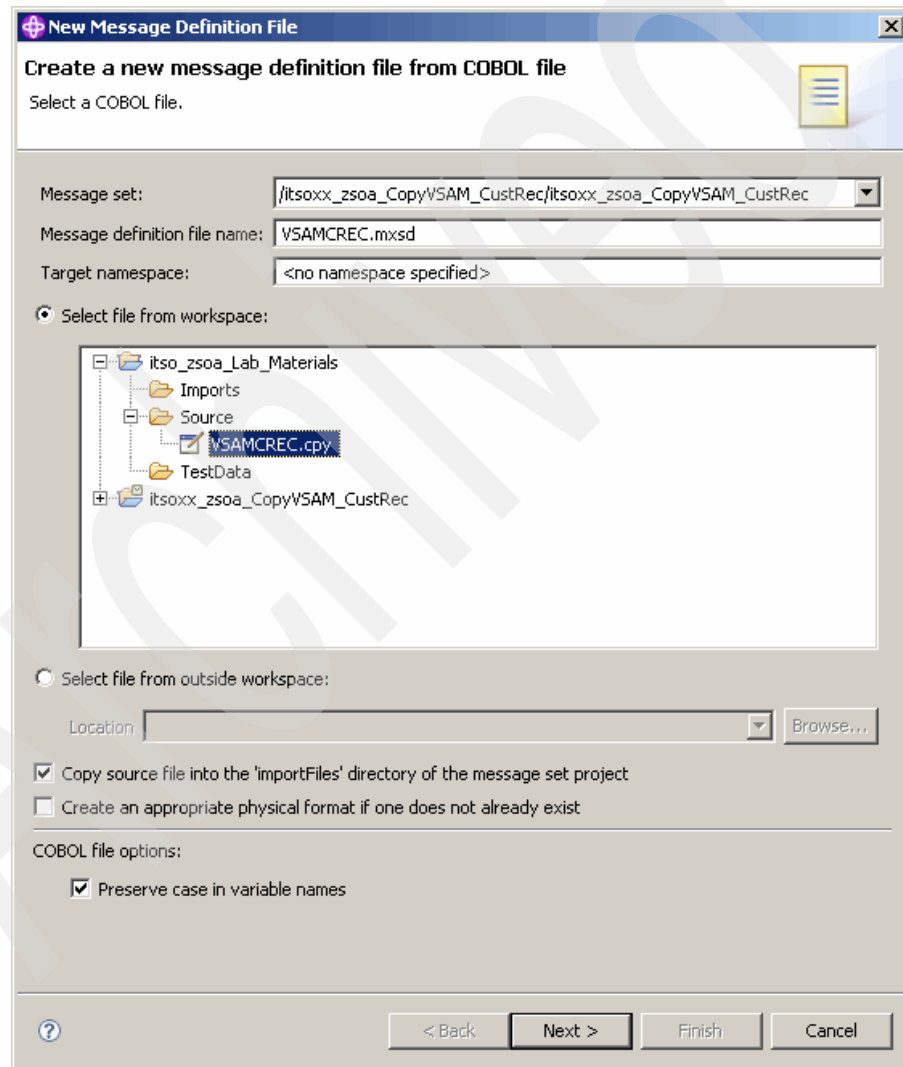 New Message Definition File
Create a new message definition file from COBOL file
Select a COBOL file.
Message set: /itsoxx_zsoa_CopyVSAM_CustRec/itsoxx_zsoa_CopyVSAM_CustRec
Message definition file name: VSAMCREC.mxsd
Target namespace: <no namespace specified>
Select file from workspace:
itso_zsoa_Lab_Materials
Imports
Source
VSAMCREC.cpy
TestData
itsoxx_zsoa_CopyVSAM_CustRec
Select file from outside workspace:
Location Browse...
Copy source file into the 'importFiles' directory of the message set project
Create an appropriate physical format if one does not already exist
COBOL file options:
Preserve case in variable names
? < Back Next > Finish Cancel
Archived